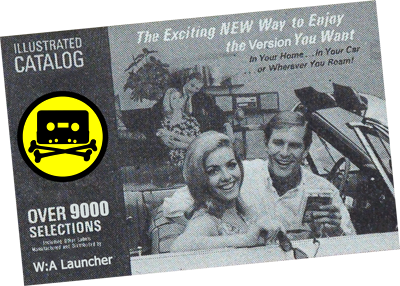 ILLUSTRATED
CATALOG
The Exciting NEW Way to Enjoy
the Version You Want
In Your Home...in Your Car
...or Wherever You Roam!
OVER 9000
SELECTIONS
Including Other Labels
Manufactured and Distributed by
W:A Launcher